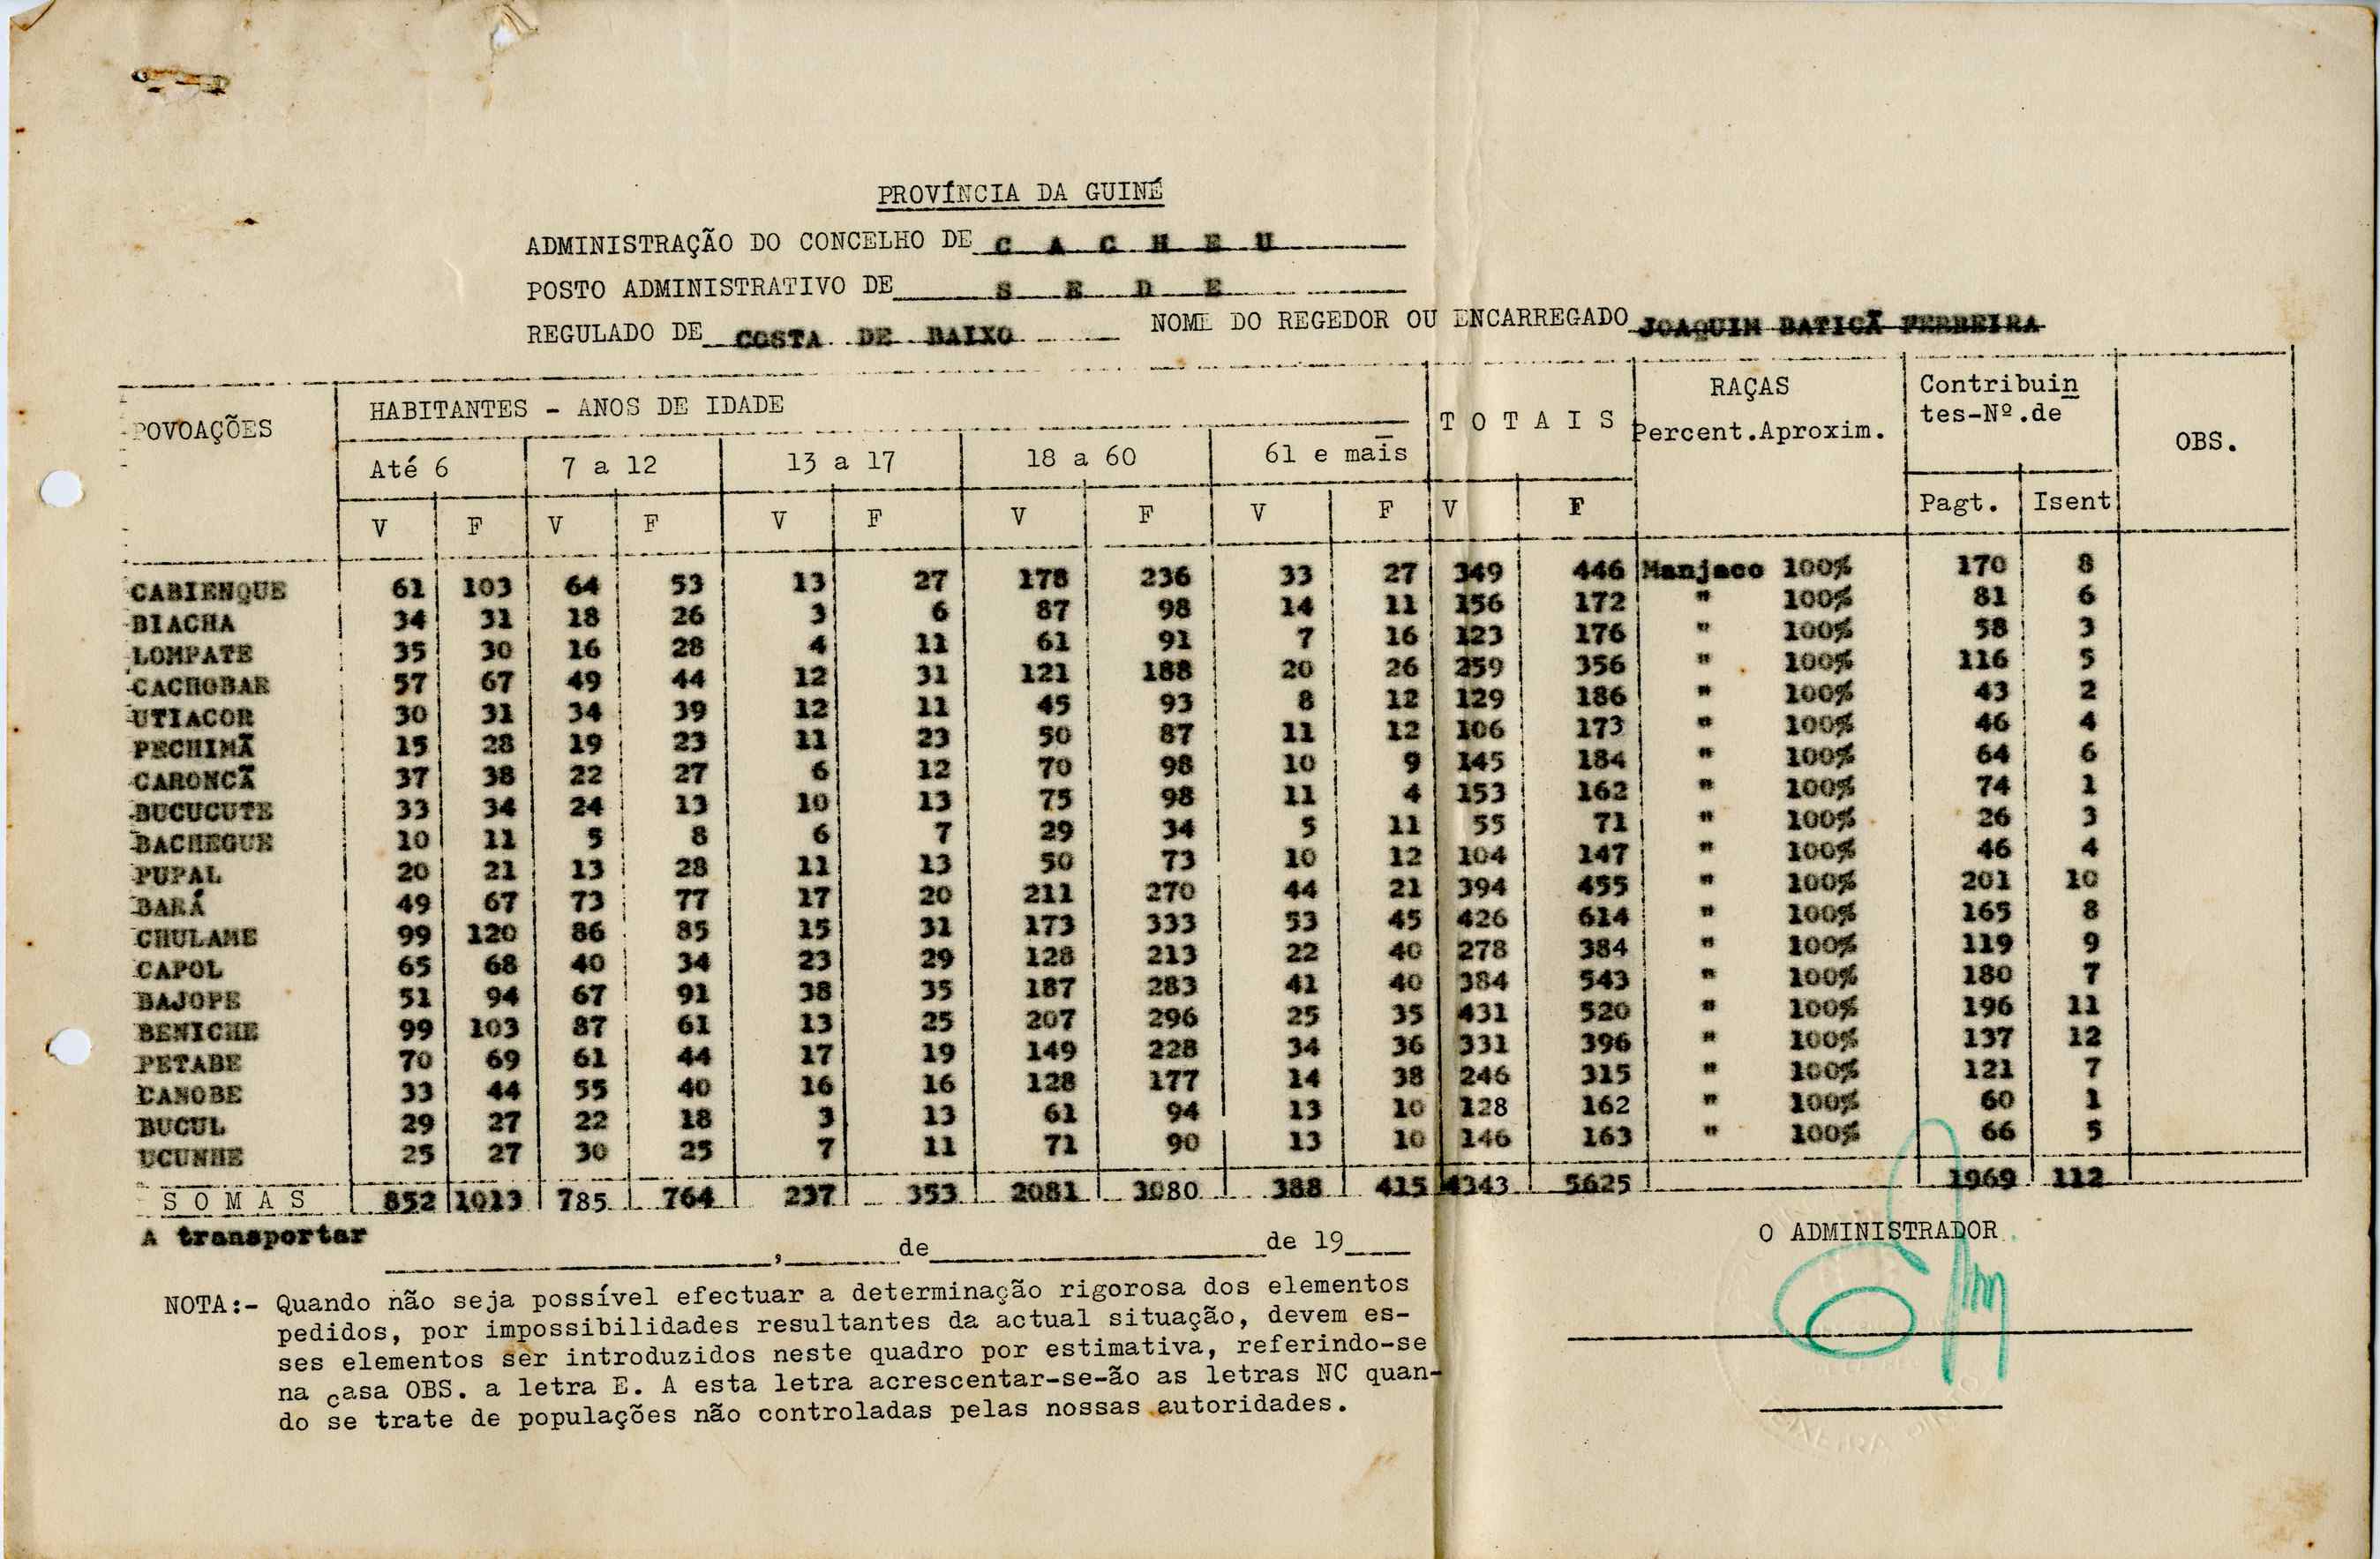 PROVÍNCIA DA GUINÉ
ADMINISTRAÇÃO DO CONCELHO DE C A C H E U
POSTO ADMINISTRATIVO DE S E D E
REGULADO DE COSTA DE BAIXO NOME DO REGEDOR OU ENCARREGADO JOAQUIM BATICÃ FERREIRA
POVOAÇÕES HABITANTES - ANOS DE IDADE T O T A I S RAÇAS Percent.Aproxim. Contribuin tes-Nº.de OBS.
Até 6 7 a 12 13 a 17 18 a 60 61 e mais
V F V F V F V F V F V F Pagt. Isent
CABIENQUE 61 103 64 53 13 27 178 236 33 27 349 446 Manjaco 100% 170 8
BIACHA 34 31 18 26 3 6 87 98 14 11 156 172 " 100% 81 6
LOMPATE 35 30 16 28 4 11 61 91 7 16 123 176 " 100% 58 3
CACHOBAR 57 67 49 44 12 31 121 188 20 26 259 356 " 100% 116 5
UTIACOR 30 31 34 39 12 11 45 93 8 12 129 186 " 100% 43 2
PECHIMÃ 15 28 19 23 11 23 50 87 11 12 106 173 " 100% 46 4
CARONCÃ 37 38 22 27 6 12 70 98 10 9 145 184 " 100% 64 6
BUCUCUTE 33 34 24 13 10 13 75 98 11 4 153 162 " 100% 74 1
BACHEGUE 10 11 5 8 6 7 29 34 5 11 55 71 " 100% 26 3
PUPAL 20 21 13 28 11 13 50 73 10 12 104 147 " 100% 46 4
BARÁ 49 67 73 77 17 20 211 270 44 21 394 455 " 100% 201 10
CHULAME 99 120 86 85 15 31 173 333 53 45 426 614 " 100% 165 8
CAPOL 65 68 40 34 23 29 128 213 22 40 278 384 " 100% 119 9
BAJOPE 51 94 67 91 38 35 187 283 41 40 384 543 " 100% 180 7
BENICHE 99 103 87 61 13 25 207 296 25 35 431 520 " 100% 196 11
PETABE 70 69 61 44 17 19 149 228 34 36 331 396 " 100% 137 12
CANOBE 33 44 55 40 16 16 128 177 14 38 246 315 " 100% 121 7
BUCUL 29 27 22 18 3 13 61 94 13 10 128 162 " 100% 60 1
UCUNHE 25 27 30 25 7 11 71 90 13 10 146 163 " 100% 66 5
S O M A S 852 1013 785 764 237 353 2081 3080 388 415 4343 5625 1969 112
A transportar
, de de 19
O ADMINISTRADOR
NOTA:- Quando não seja possível efectuar a determinação rigorosa dos elementos
pedidos, por impossibilidades resultantes da actual situação, devem es-
ses elementos ser introduzidos neste quadro por estimativa, referindo-se
na casa OBS. a letra E. A esta letra acrescentar-se-ão as letras NC quan-
do se trate de populações não controladas pelas nossas autoridades.